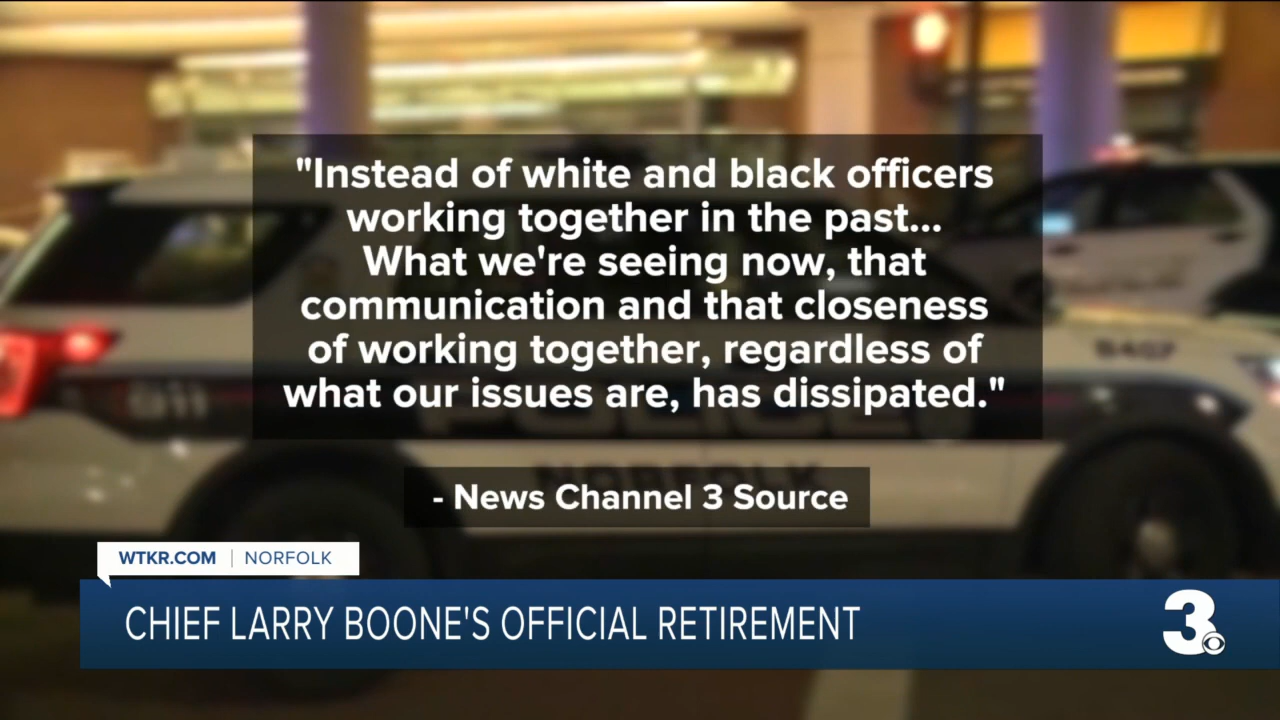 "Instead of white and black officers
working together in the past...
What we're seeing now, that
communication and that closeness
of working together, regardless of
what our issues are, has dissipated."
- News Channel 3 Source
911
NORFOLK
WTKR.COM | NORFOLK
CHIEF LARRY BOONE'S OFFICIAL RETIREMENT
3